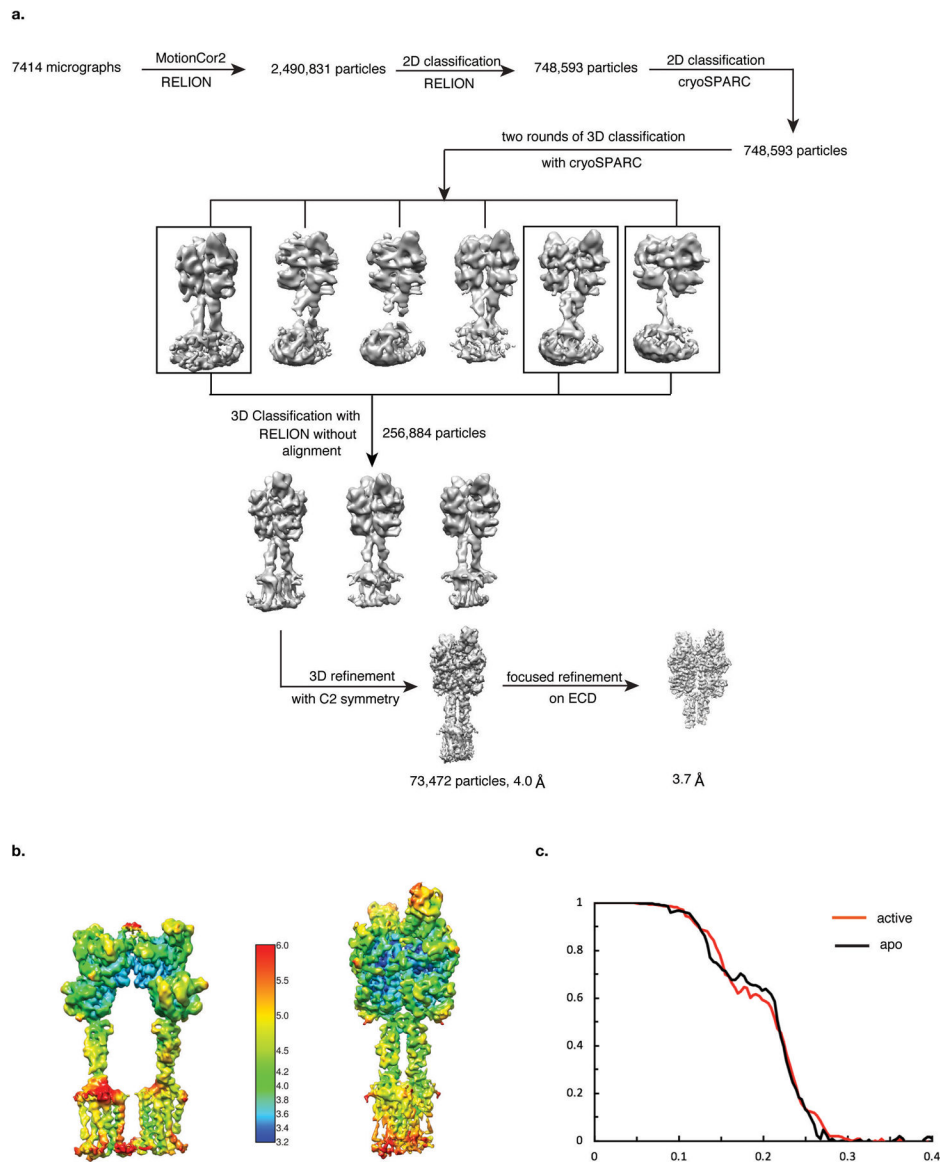 a.
7414 micrographs
MotionCor2
RELION
2,490,831 particles
2D classification
RELION
748,593 particles
2D classification
cryoSPARC
748,593 particles
two rounds of 3D classification
with cryoSPARC
3D Classification with
RELION without
alignment
256,884 particles
3D refinement
with C2 symmetry
focused refinement
on ECD
73,472 particles, 4.0 Å
3.7 Å
b.
6.0
5.5
5.0
4.5
4.2
4.0
3.8
3.6
3.4
3.2
c.
1
0.8
0.6
0.4
0.2
0
0
0.1
0.2
0.3
0.4
active
apo